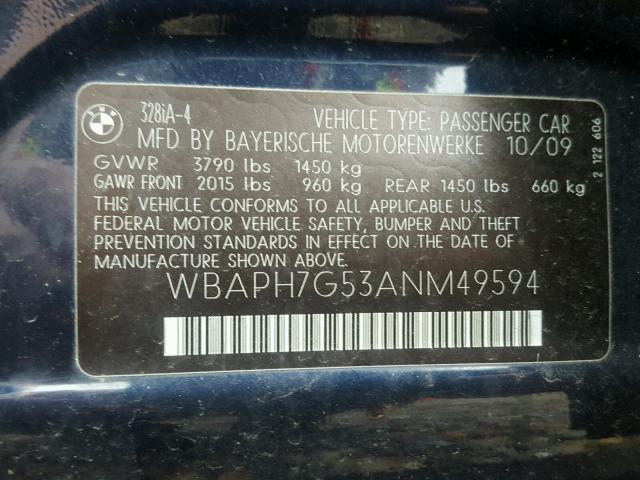 BMW
328iA-4
VEHICLE TYPE: PASSENGER CAR
MFD BY BAYERISCHE MOTORENWERKE 10/09
GVWR 3790 lbs 1450 kg
GAWR FRONT 2015 lbs 960 kg REAR 1450 lbs 660 kg
THIS VEHICLE CONFORMS TO ALL APPLICABLE U.S.
FEDERAL MOTOR VEHICLE SAFETY, BUMPER AND THEFT
PREVENTION STANDARDS IN EFFECT ON THE DATE OF
MANUFACTURE SHOWN ABOVE.
WBAPH7G53ANM49594
2 122 606